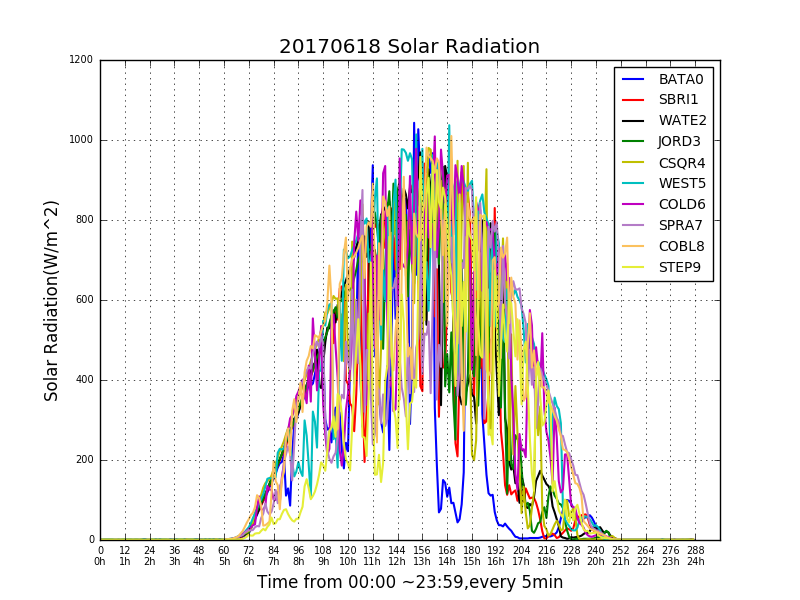 20170618 Solar Radiation
1200
1000
800
600
400
200
0
Solar Radiation(W/m^2)
BATA0
SBRI1
WATE2
JORD3
CSQR4
WEST5
COLD6
SPRA7
COBL8
STEP9
0 12 24 36 48 60 72 84 96 108 120 132 144 156 168 180 192 204 216 228 240 252 264 276 288
0h 1h 2h 3h 4h 5h 6h 7h 8h 9h 10h 11h 12h 13h 14h 15h 16h 17h 18h 19h 20h 21h 22h 23h 24h
Time from 00:00 ~23:59,every 5min